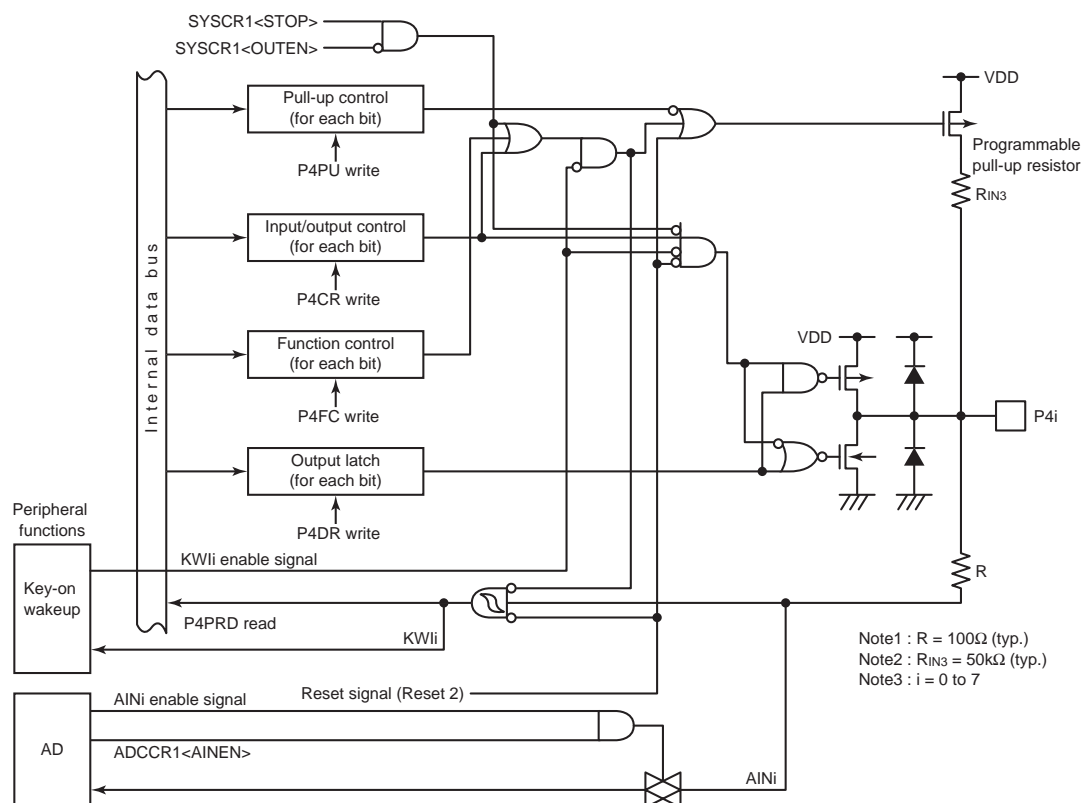 SYSCR1<STOP>
SYSCR1<OUTEN>
VDD
Pull-up control
(for each bit)
P4PU write
Programmable
pull-up resistor
RIN3
Internal data bus
Input/output control
(for each bit)
P4CR write
Function control
(for each bit)
P4FC write
VDD
P4i
Output latch
(for each bit)
P4DR write
Peripheral
functions
Key-on
wakeup
KWIi enable signal
P4PRD read
KWIi
R
Note1 : R = 100Ω (typ.)
Note2 : RIN3 = 50kΩ (typ.)
Note3 : i = 0 to 7
Reset signal (Reset 2)
AD
AINi enable signal
ADCCR1<AINEN>
AINi